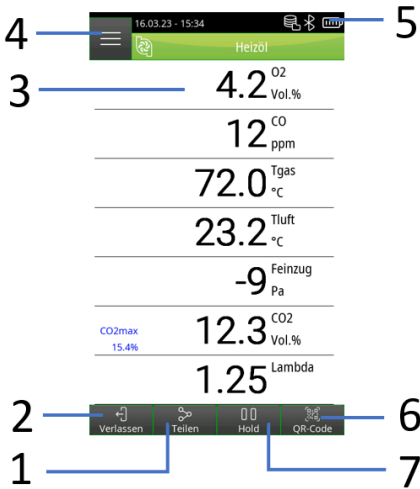 4
16.03.23 - 15:34
5
Heizöl
3
4.2 O2 Vol.%
12 CO ppm
72.0 Tgas °C
23.2 Tluft °C
-9 Feinzug Pa
CO2max 15.4%
12.3 CO2 Vol.%
1.25 Lambda
2
Verlassen
Teilen
Hold
QR-Code
6
1
7